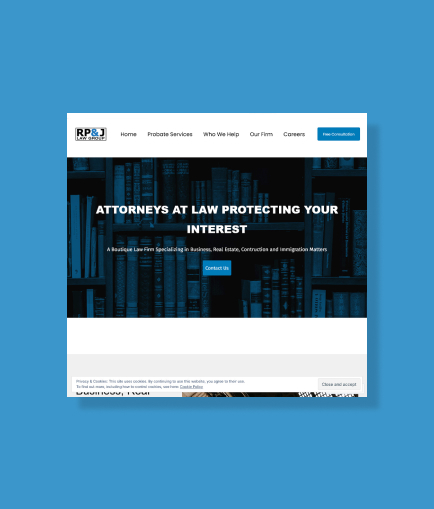 RP&J
LAW GROUP
Home Probate Services Who We Help Our Firm Careers Free Consultation
ATTORNEYS AT LAW PROTECTING YOUR
INTEREST
A Boutique Law Firm Specializing in Business, Real Estate, Contruction and Immigration Matters
Contact Us
Privacy & Cookies: This site uses cookies. By continuing to use this website, you agree to their use.
To find out more, including how to control cookies, see here: Cookie Policy
Close and accept
Business, Real